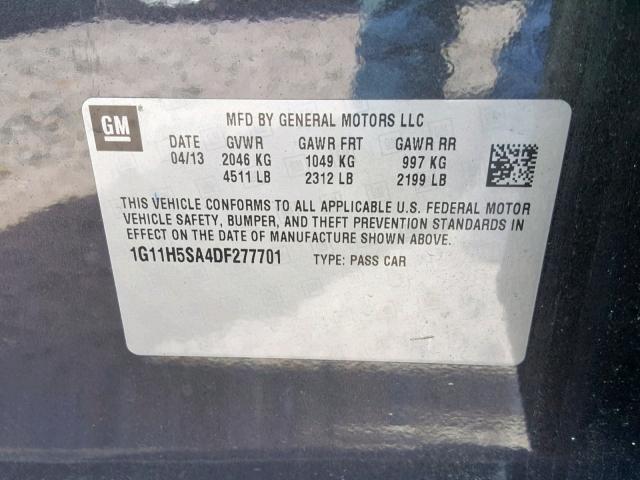 GM
MFD BY GENERAL MOTORS LLC
DATE GVWR GAWR FRT GAWR RR
04/13 2046 KG 1049 KG 997 KG
4511 LB 2312 LB 2199 LB
THIS VEHICLE CONFORMS TO ALL APPLICABLE U.S. FEDERAL MOTOR
VEHICLE SAFETY, BUMPER, AND THEFT PREVENTION STANDARDS IN
EFFECT ON THE DATE OF MANUFACTURE SHOWN ABOVE.
1G11H5SA4DF277701 TYPE: PASS CAR